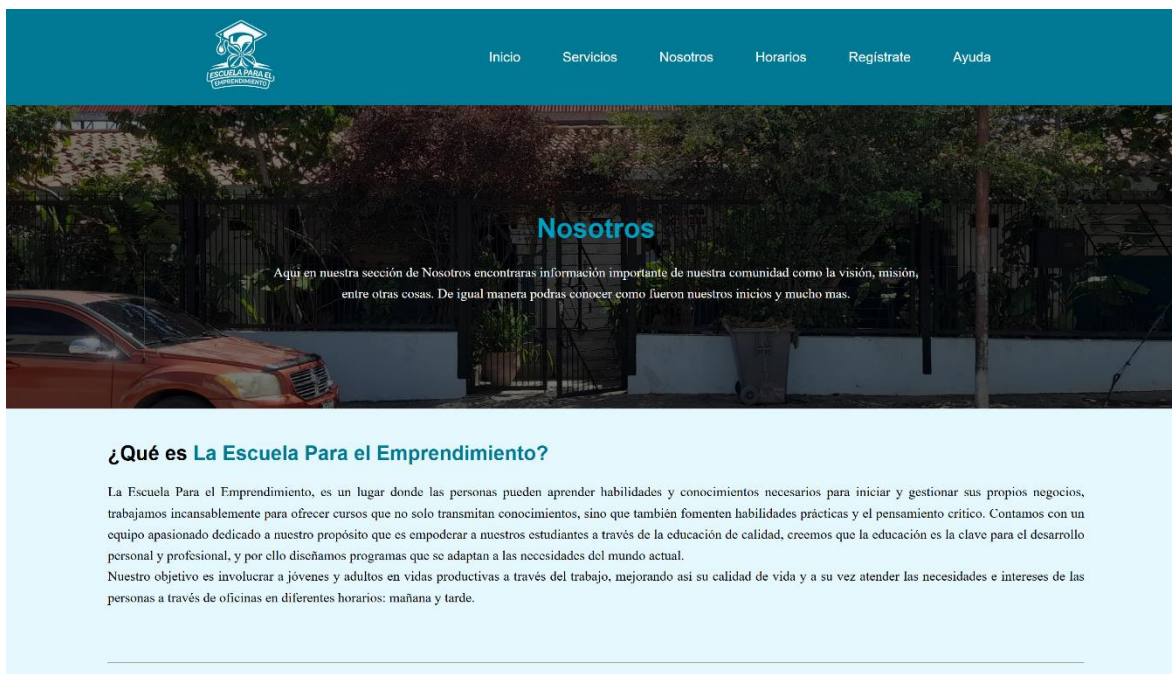 ESCUELA PARA EL
EMPRENDIMIENTO
Inicio Servicios Nosotros Horarios Regístrate Ayuda
Nosotros
Aquí en nuestra sección de Nosotros encontraras información importante de nuestra comunidad como la visión, misión,
entre otras cosas. De igual manera podras conocer como fueron nuestros inicios y mucho mas.
¿Qué es La Escuela Para el Emprendimiento?
La Escuela Para el Emprendimiento, es un lugar donde las personas pueden aprender habilidades y conocimientos necesarios para iniciar y gestionar sus propios negocios,
trabajamos incansablemente para ofrecer cursos que no solo transmitan conocimientos, sino que también fomenten habilidades prácticas y el pensamiento crítico. Contamos con un
equipo apasionado dedicado a nuestro propósito que es empoderar a nuestros estudiantes a través de la educación de calidad, creemos que la educación es la clave para el desarrollo
personal y profesional, y por ello diseñamos programas que se adaptan a las necesidades del mundo actual.
Nuestro objetivo es involucrar a jóvenes y adultos en vidas productivas a través del trabajo, mejorando así su calidad de vida y a su vez atender las necesidades e intereses de las
personas a través de oficinas en diferentes horarios: mañana y tarde.